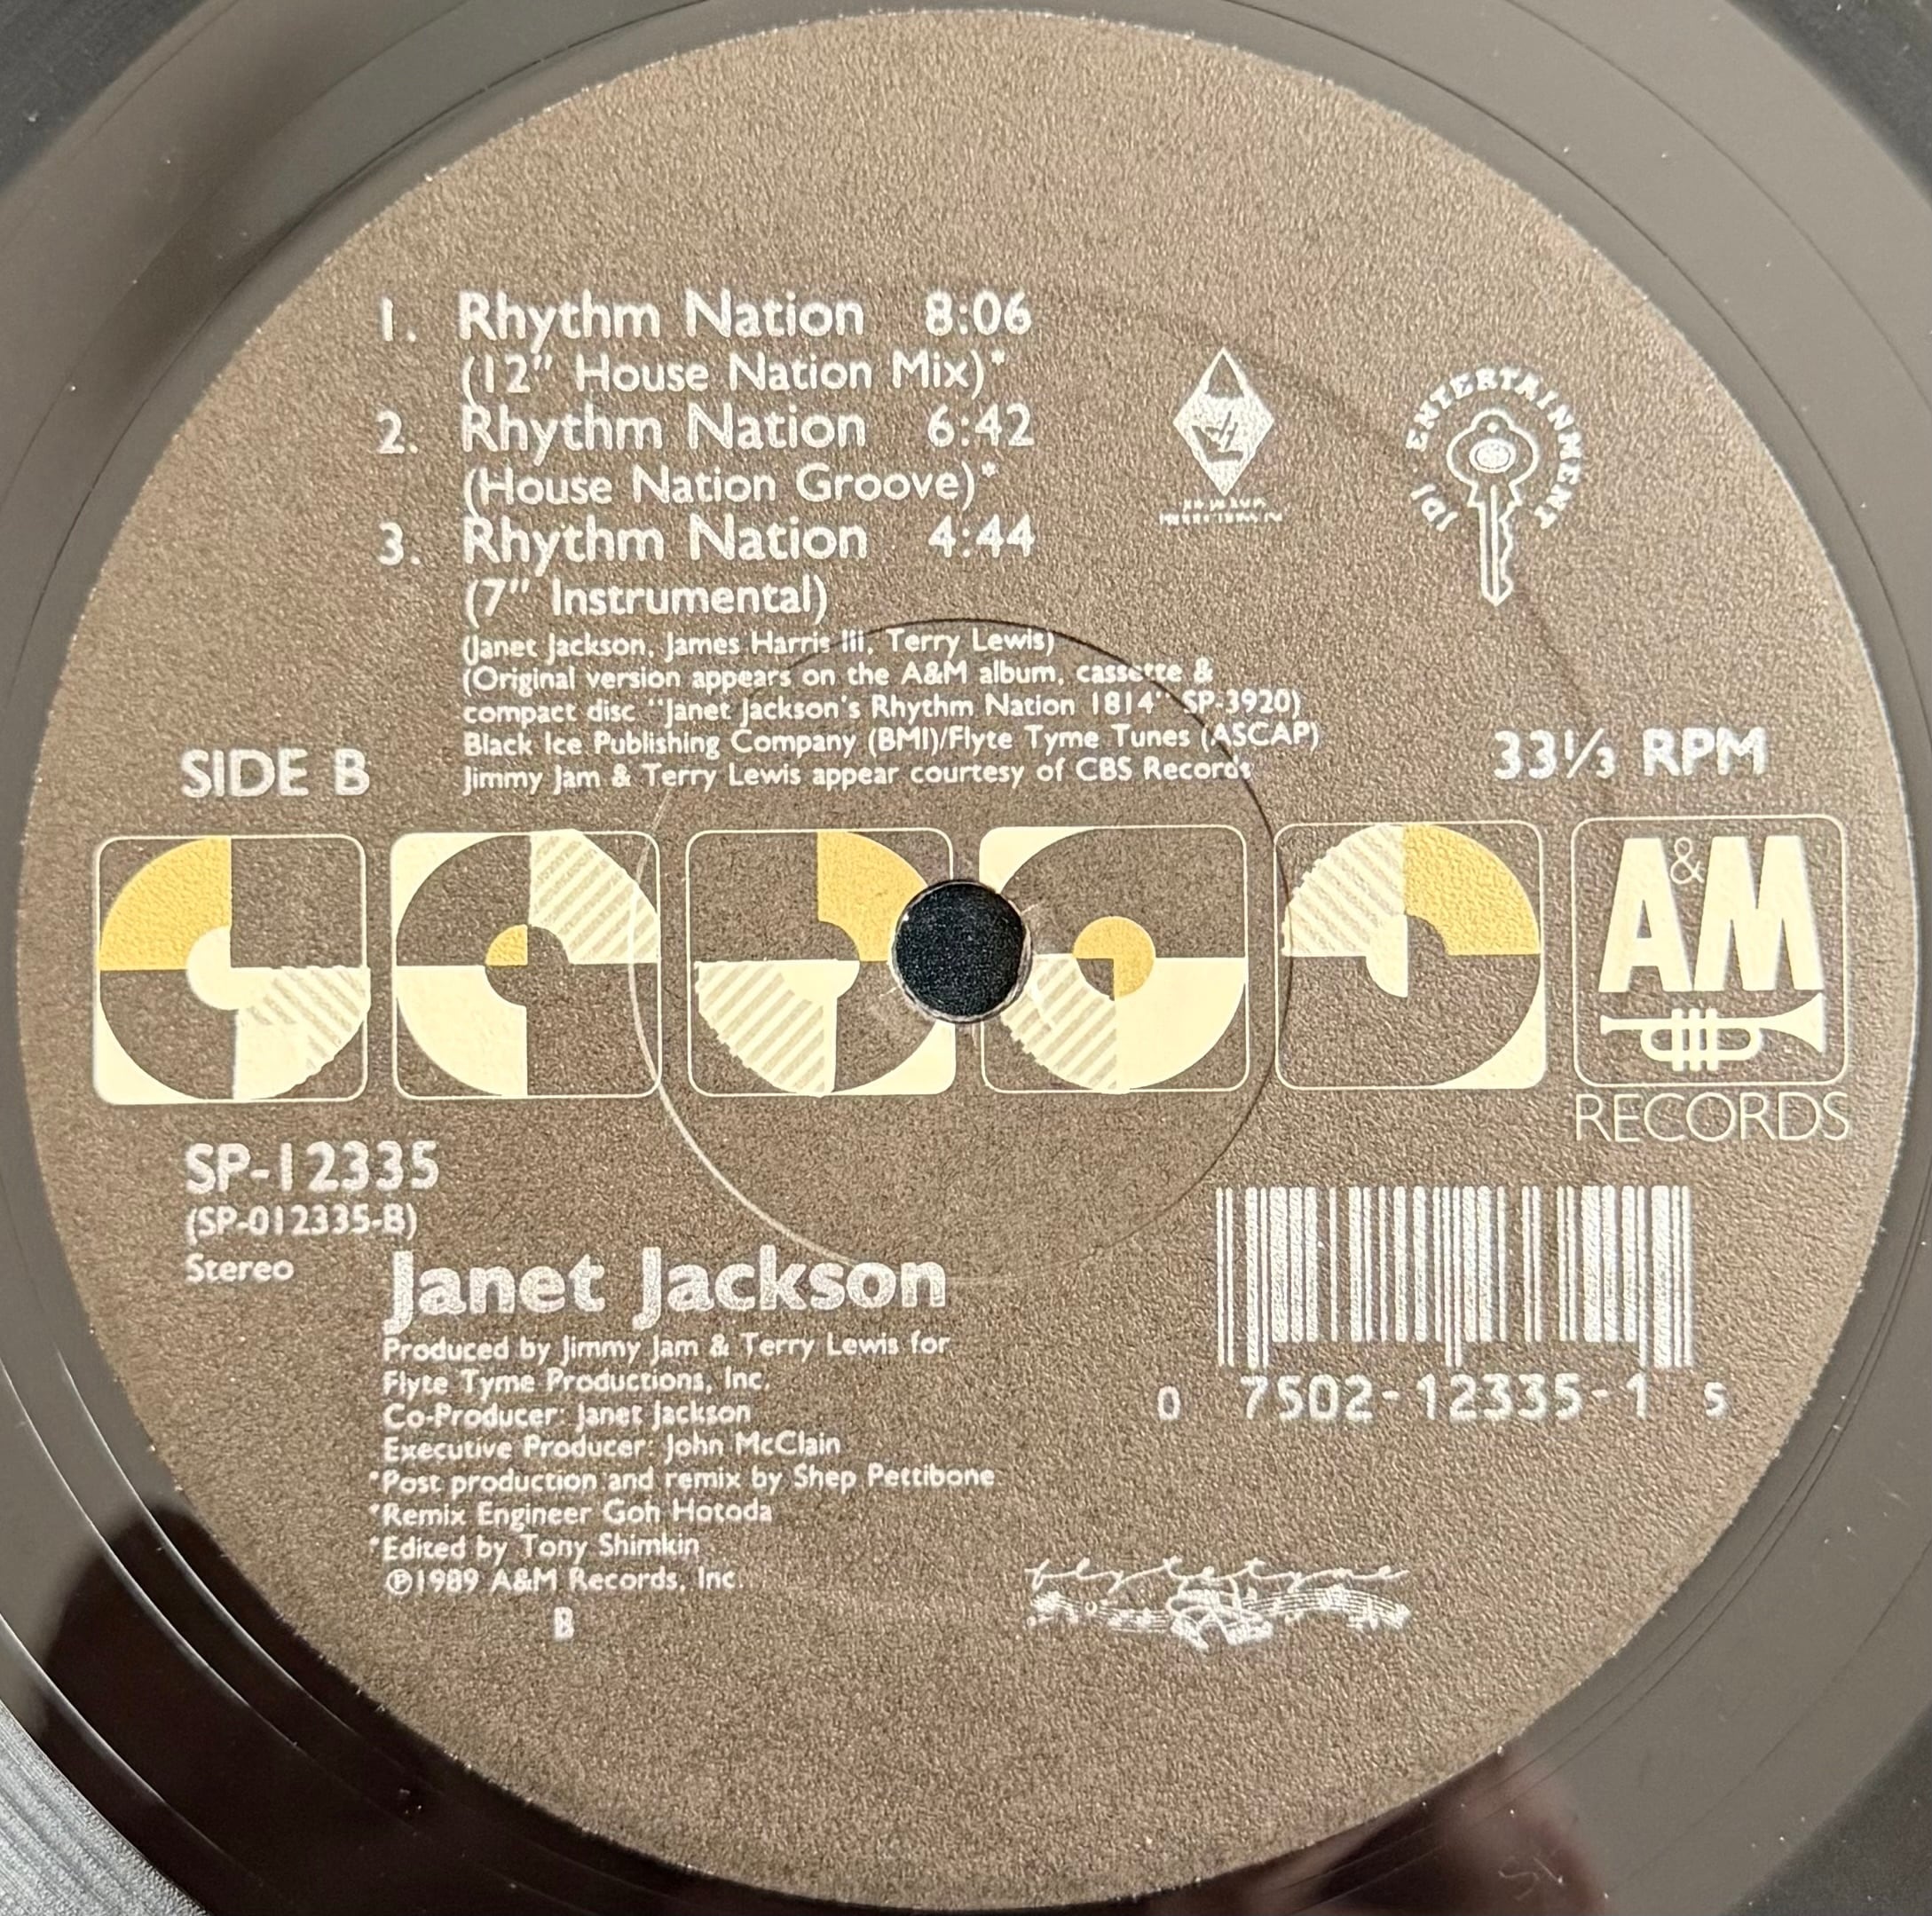 1. Rhythm Nation 8:06
(12" House Nation Mix)*
2. Rhythm Nation 6:42
(House Nation Groove)*
3. Rhythm Nation 4:44
(7" Instrumental)
(Janet Jackson, James Harris III, Terry Lewis)
(Original version appears on the A&M album, cassette &
compact disc "Janet Jackson's Rhythm Nation 1814" SP-3920)
Black Ice Publishing Company (BMI)/Flyte Tyme Tunes (ASCAP)
Jimmy Jam & Terry Lewis appear courtesy of CBS Records
JDJ · ENTERTAINMENT
SIDE B
33⅓ RPM
A&M
RECORDS
SP-12335
(SP-012335-B)
Stereo
Janet Jackson
Produced by Jimmy Jam & Terry Lewis for
Flyte Tyme Productions, Inc.
Co-Producer: Janet Jackson
Executive Producer: John McClain
*Post production and remix by Shep Pettibone
*Remix Engineer Goh Hotoda
*Edited by Tony Shimkin
℗1989 A&M Records, Inc.
B
0 7502-12335-1 5
flytetyme